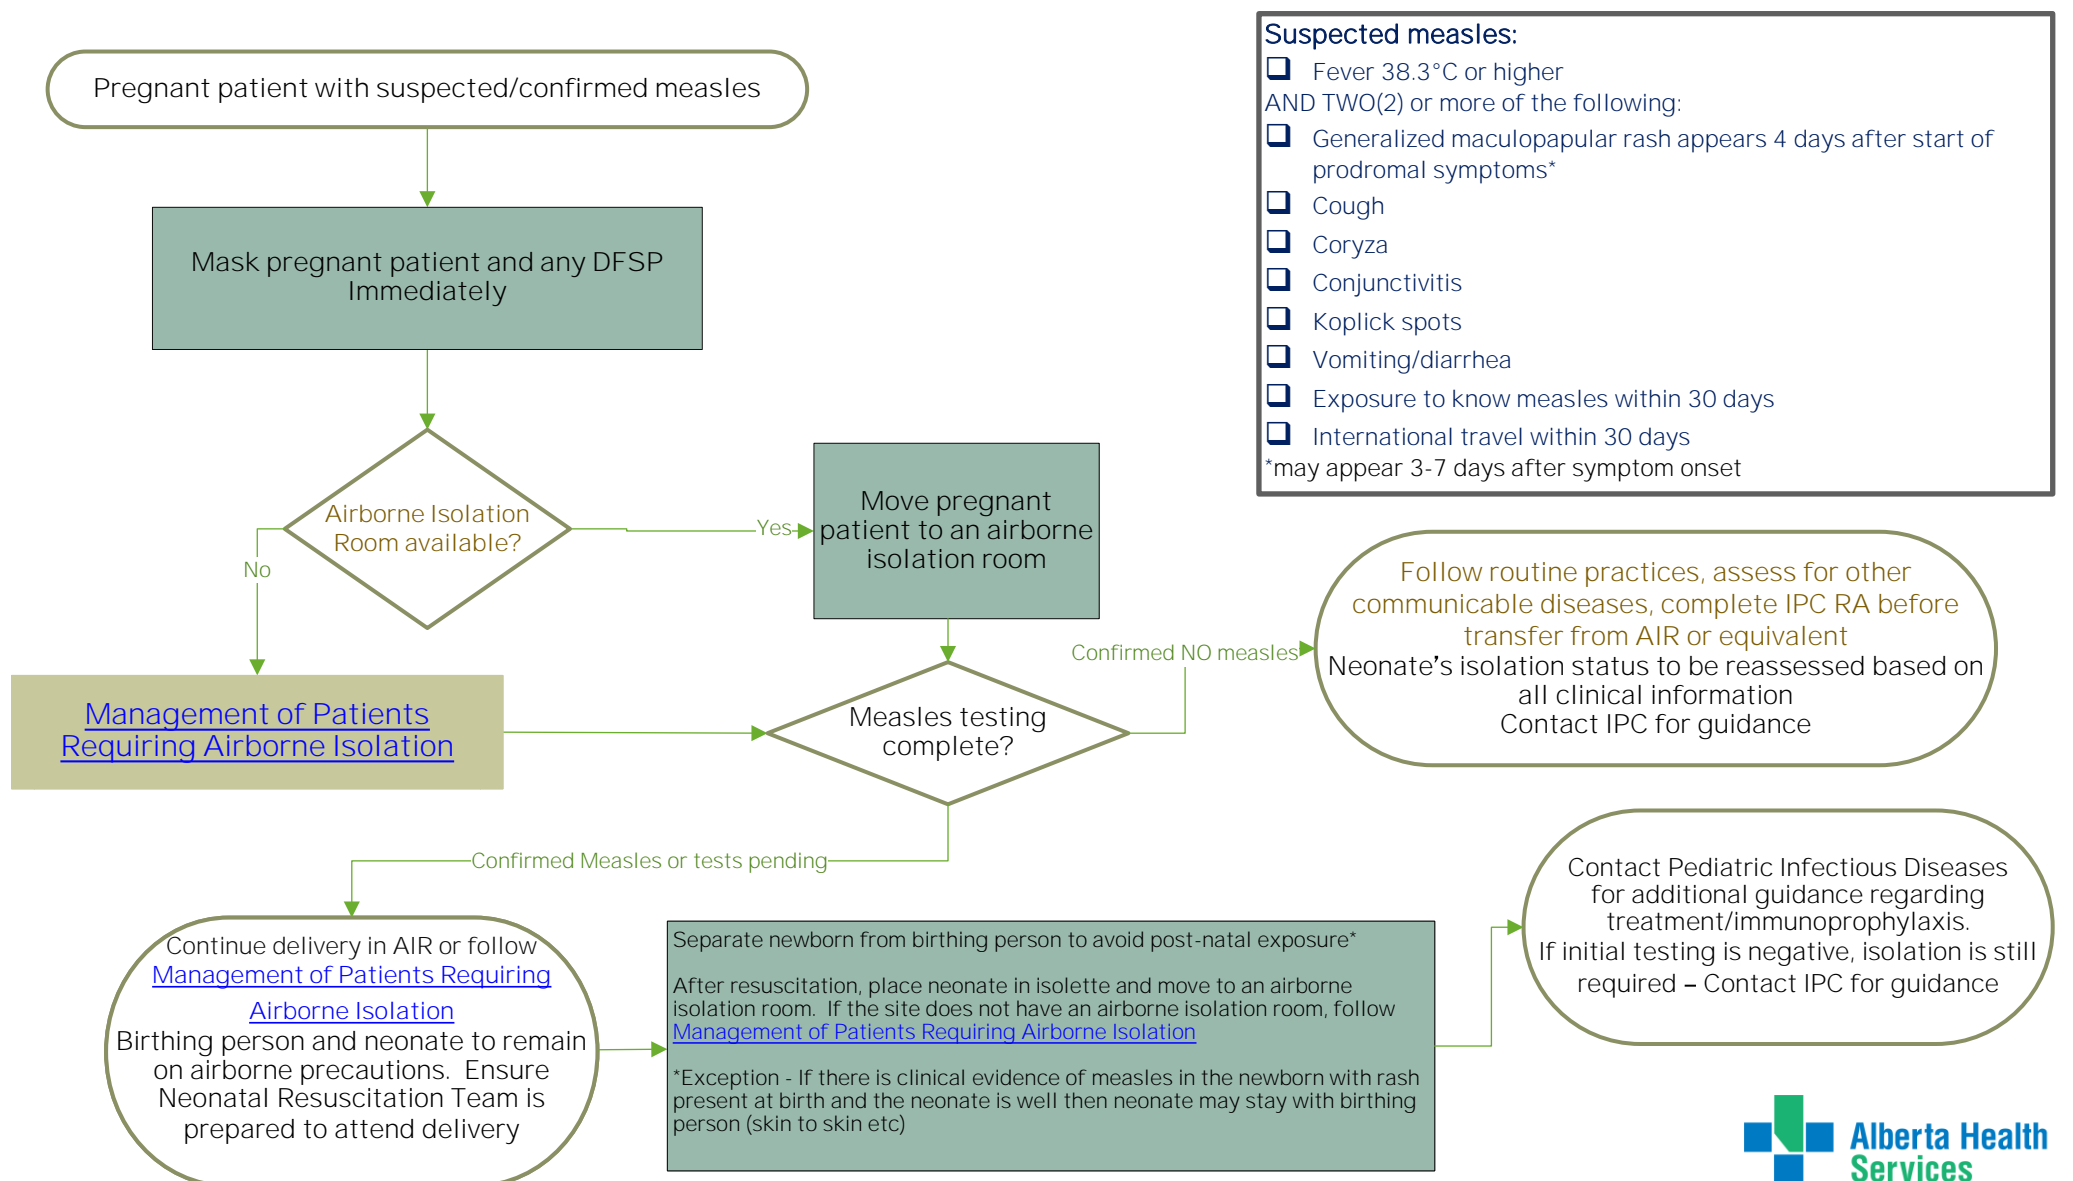 Pregnant patient with suspected/confirmed measles
Mask pregnant patient and any DFSP
Immediately
Airborne Isolation
Room available?
Yes
No
Move pregnant
patient to an airborne
isolation room
Management of Patients
Requiring Airborne Isolation
Measles testing
complete?
Confirmed NO measles
Confirmed Measles or tests pending
Suspected measles:
Fever 38.3°C or higher
AND TWO(2) or more of the following:
Generalized maculopapular rash appears 4 days after start of
prodromal symptoms*
Cough
Coryza
Conjunctivitis
Koplick spots
Vomiting/diarrhea
Exposure to know measles within 30 days
International travel within 30 days
*may appear 3-7 days after symptom onset
Follow routine practices, assess for other
communicable diseases, complete IPC RA before
transfer from AIR or equivalent
Neonate’s isolation status to be reassessed based on
all clinical information
Contact IPC for guidance
Continue delivery in AIR or follow
Management of Patients Requiring
Airborne Isolation
Birthing person and neonate to remain
on airborne precautions. Ensure
Neonatal Resuscitation Team is
prepared to attend delivery
Separate newborn from birthing person to avoid post-natal exposure*
After resuscitation, place neonate in isolette and move to an airborne
isolation room. If the site does not have an airborne isolation room, follow
Management of Patients Requiring Airborne Isolation
*Exception - If there is clinical evidence of measles in the newborn with rash
present at birth and the neonate is well then neonate may stay with birthing
person (skin to skin etc)
Contact Pediatric Infectious Diseases
for additional guidance regarding
treatment/immunoprophylaxis.
If initial testing is negative, isolation is still
required – Contact IPC for guidance
Alberta Health
Services